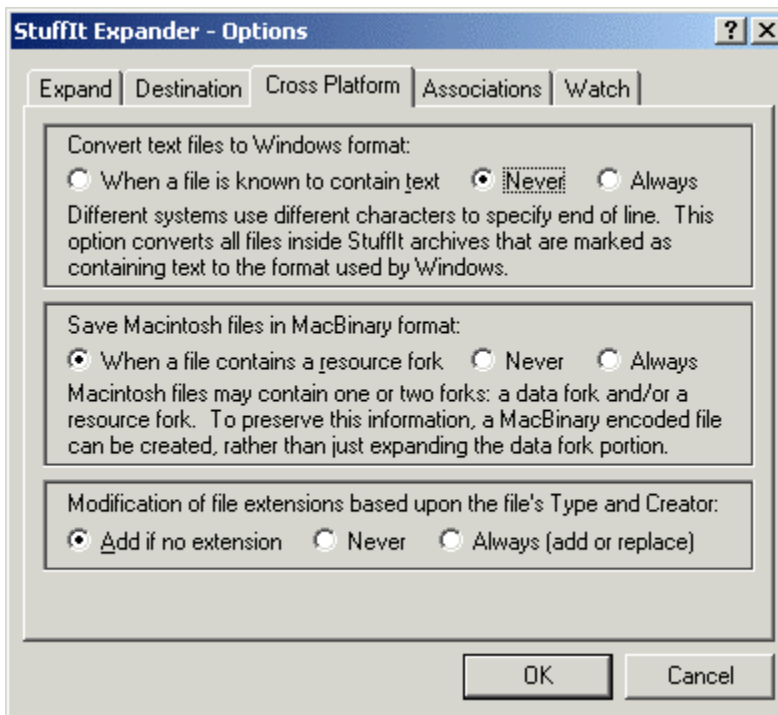 StuffIt Expander - Options
Expand Destination Cross Platform Associations Watch
Convert text files to Windows format:
When a file is known to contain text Never Always
Different systems use different characters to specify end of line. This
option converts all files inside StuffIt archives that are marked as
containing text to the format used by Windows.
Save Macintosh files in MacBinary format:
When a file contains a resource fork Never Always
Macintosh files may contain one or two forks: a data fork and/or a
resource fork. To preserve this information, a MacBinary encoded file
can be created, rather than just expanding the data fork portion.
Modification of file extensions based upon the file's Type and Creator:
Add if no extension Never Always (add or replace)
OK Cancel